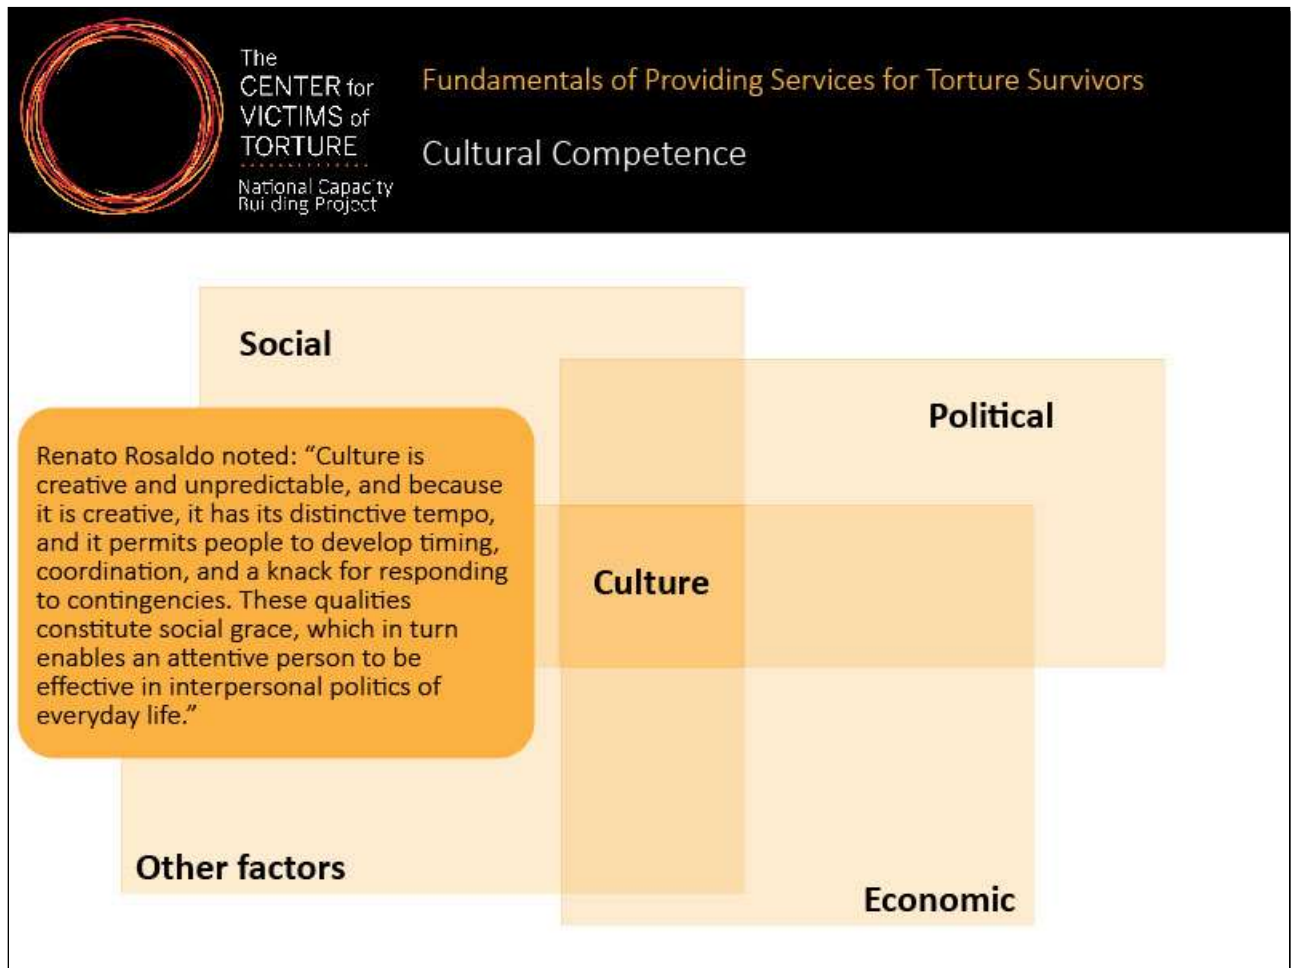 The
CENTER for
VICTIMS of
TORTURE
National Capacity
Building Project
Fundamentals of Providing Services for Torture Survivors
Cultural Competence
Social
Political
Renato Rosaldo noted: “Culture is
creative and unpredictable, and because
it is creative, it has its distinctive tempo,
and it permits people to develop timing,
coordination, and a knack for responding
to contingencies. These qualities
constitute social grace, which in turn
enables an attentive person to be
effective in interpersonal politics of
everyday life.”
Culture
Other factors
Economic